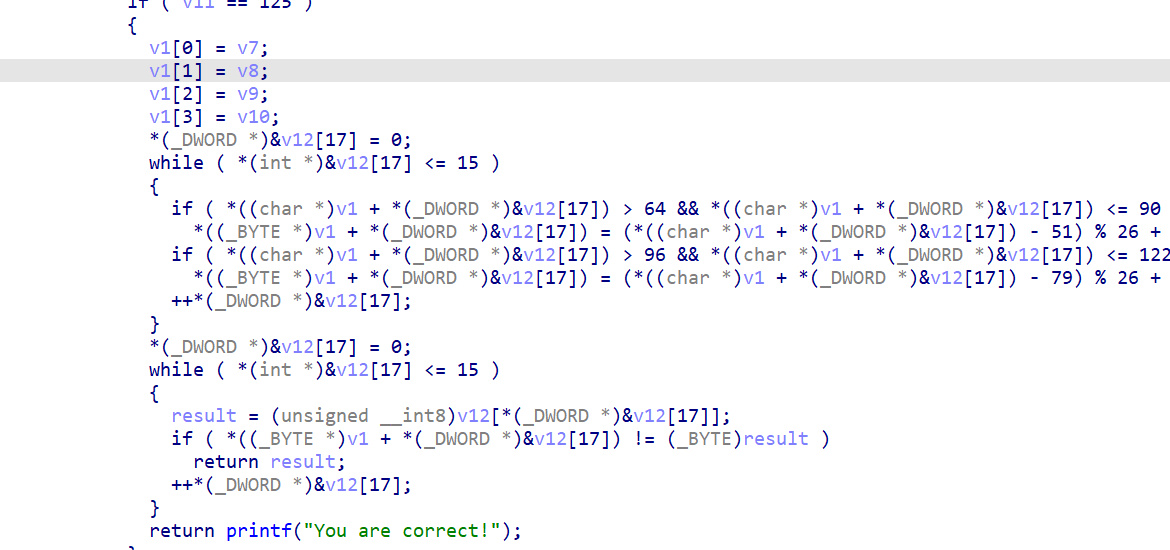 if ( v11 == 125 )
{
v1[0] = v7;
v1[1] = v8;
v1[2] = v9;
v1[3] = v10;
*(_DWORD *)&v12[17] = 0;
while ( *(int *)&v12[17] <= 15 )
{
if ( *((char *)v1 + *(_DWORD *)&v12[17]) > 64 && *((char *)v1 + *(_DWORD *)&v12[17]) <= 90
*((_BYTE *)v1 + *(_DWORD *)&v12[17]) = (*((char *)v1 + *(_DWORD *)&v12[17]) - 51) % 26 +
if ( *((char *)v1 + *(_DWORD *)&v12[17]) > 96 && *((char *)v1 + *(_DWORD *)&v12[17]) <= 122
*((_BYTE *)v1 + *(_DWORD *)&v12[17]) = (*((char *)v1 + *(_DWORD *)&v12[17]) - 79) % 26 +
++*(_DWORD *)&v12[17];
}
*(_DWORD *)&v12[17] = 0;
while ( *(int *)&v12[17] <= 15 )
{
result = (unsigned __int8)v12[*(_DWORD *)&v12[17]];
if ( *((_BYTE *)v1 + *(_DWORD *)&v12[17]) != (_BYTE)result )
return result;
++*(_DWORD *)&v12[17];
}
return printf("You are correct!");